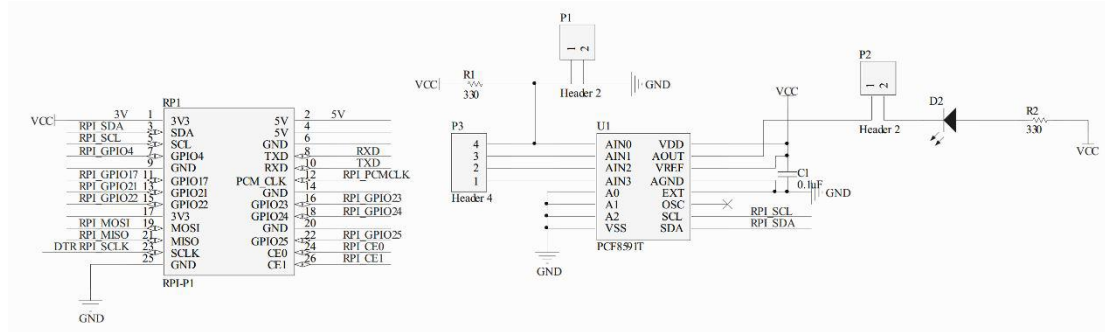 P1
1 2
Header 2
R1
330
VCC
GND
P2
1 2
Header 2
D2
R2
330
VCC
VCC
RP1
VCC 3V 1 3V3 5V 2 5V
RPI_SDA 3 SDA 5V 4
RPI_SCL 5 SCL GND 6
RPI_GPIO4 7 GPIO4 TXD 8 RXD
9 GND RXD 10 TXD
RPI_GPIO17 11 GPIO17 PCM_CLK 12 RPI_PCMCLK
RPI_GPIO21 13 GPIO21 GND 14
RPI_GPIO22 15 GPIO22 GPIO23 16 RPI_GPIO23
17 3V3 GPIO24 18 RPI_GPIO24
RPI_MOSI 19 MOSI GND 20
RPI_MISO 21 MISO GPIO25 22 RPI_GPIO25
DTR RPI_SCLK 23 SCLK CE0 24 RPI_CE0
25 GND CE1 26 RPI_CE1
RPI-P1
GND
P3
4
3
2
1
Header 4
U1
AIN0 VDD
AIN1 AOUT
AIN2 VREF
AIN3 AGND
A0 EXT
A1 OSC
A2 SCL RPI_SCL
VSS SDA RPI_SDA
PCF8591T
C1
0.1uF
GND
GND